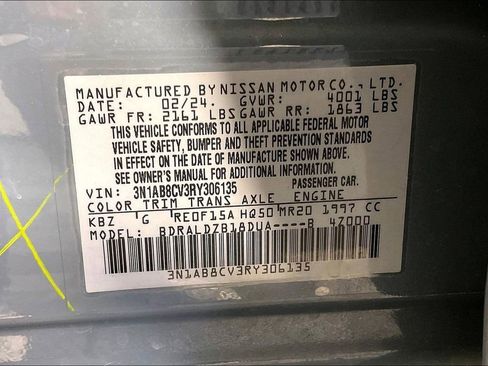 MANUFACTURED BY NISSAN MOTOR CO., LTD.
DATE: 02/24. GVWR: 4001 LBS
GAWR FR: 2161 LBS GAWR RR: 1863 LBS
THIS VEHICLE CONFORMS TO ALL APPLICABLE FEDERAL MOTOR
VEHICLE SAFETY, BUMPER AND THEFT PREVENTION STANDARDS
IN EFFECT ON THE DATE OF MANUFACTURE SHOWN ABOVE.
SEE OWNER'S MANUAL FOR ADDITIONAL INFORMATION.
VIN: 3N1AB8CV3RY306135 PASSENGER CAR.
COLOR TRIM TRANS AXLE ENGINE
KBZ G RE0F15A HQ50 MR20 1997 CC
MODEL: BDRALDZB18DUA----B 47000
3N1AB8CV3RY306135